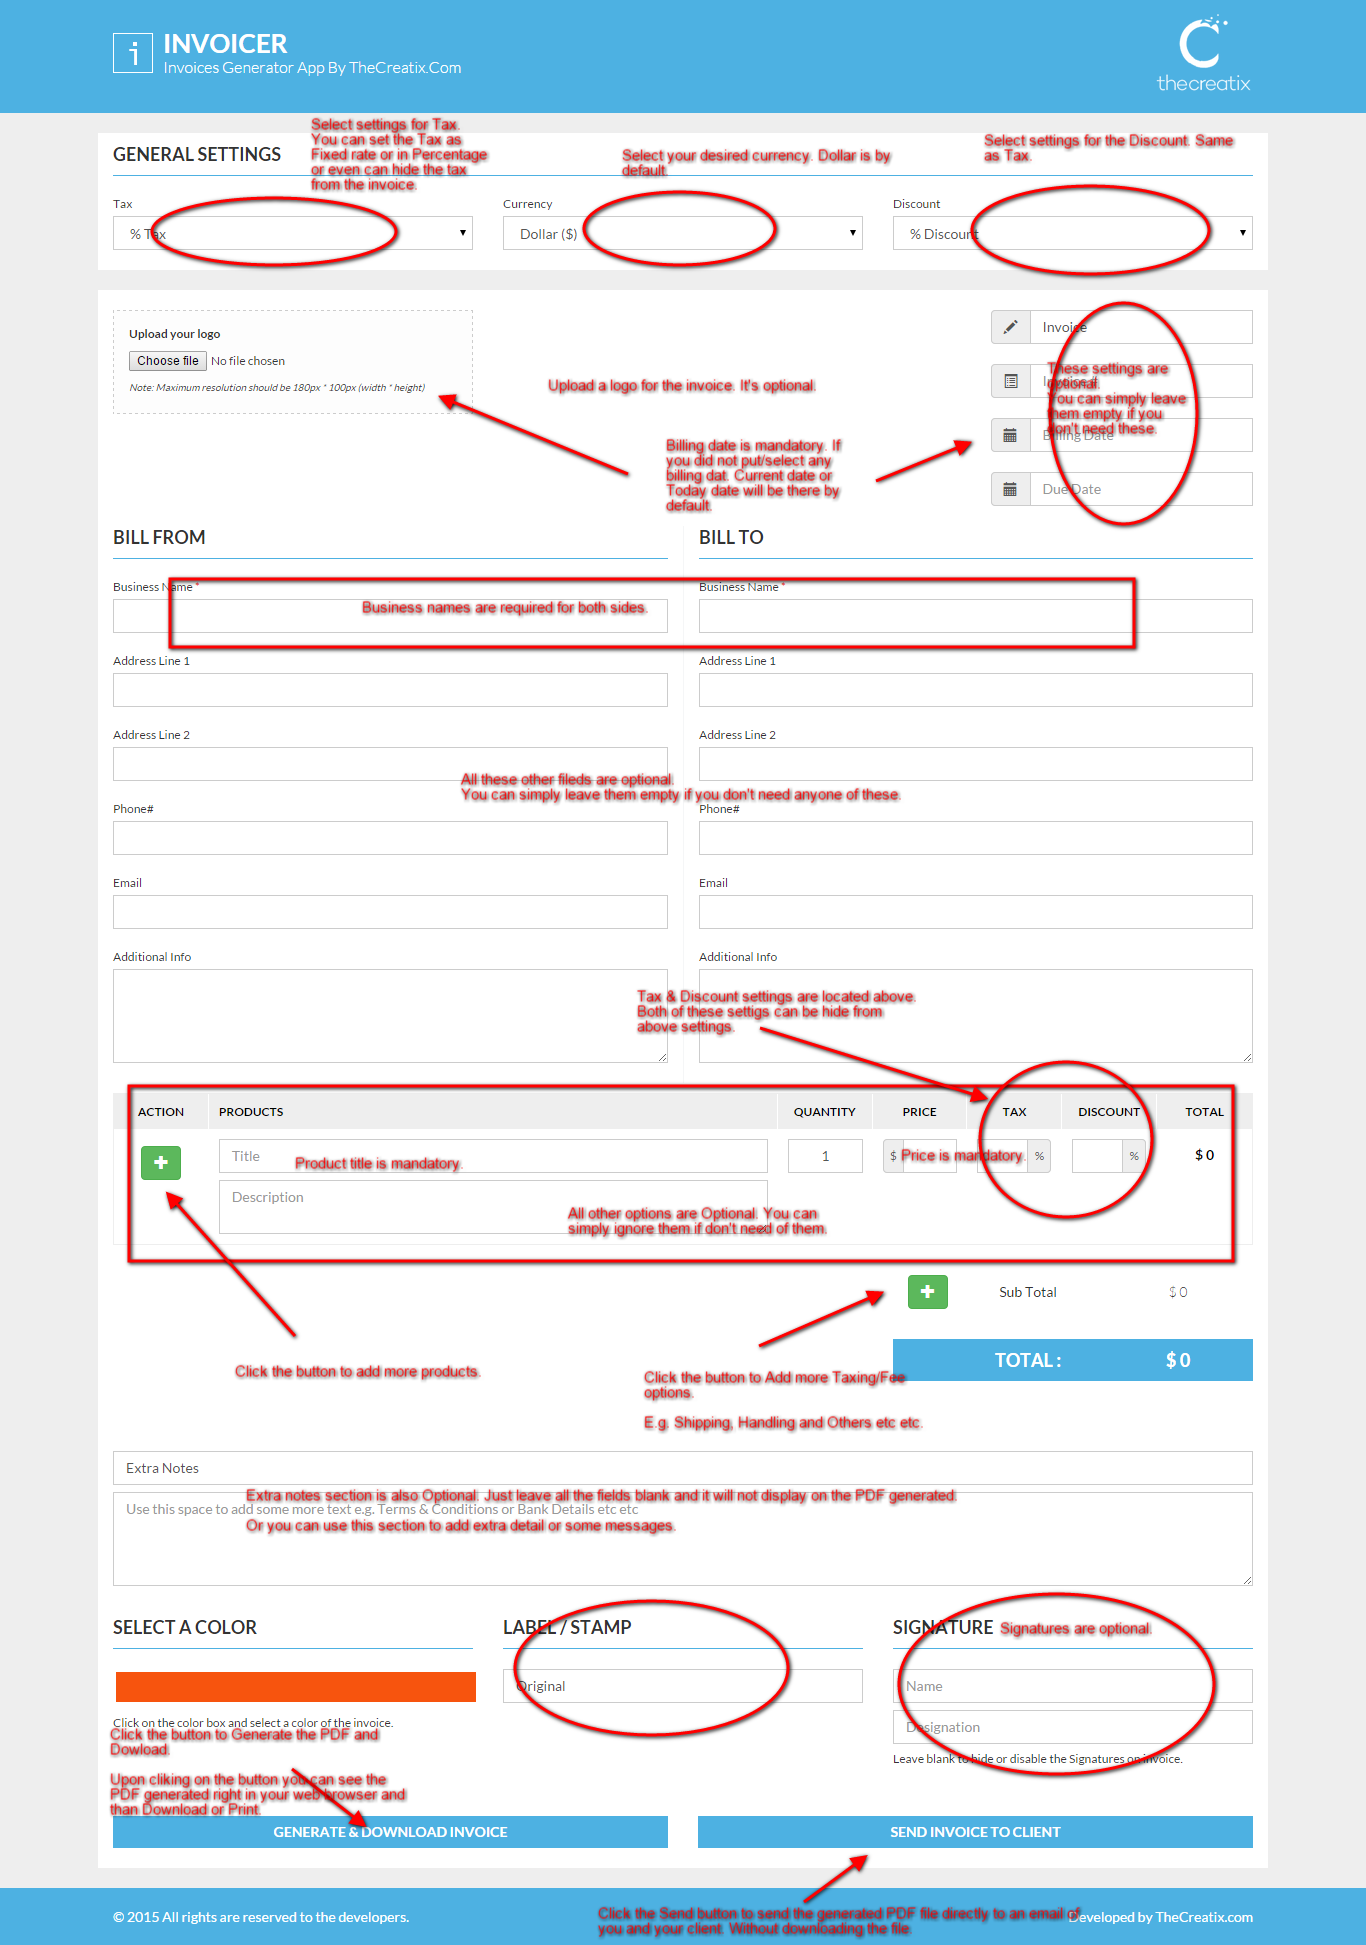 i
INVOICER
Invoices Generator App By TheCreatix.Com
thecreatix
GENERAL SETTINGS
Select settings for Tax.
You can set the Tax as
Fixed rate or in Percentage
or even can hide the tax
from the invoice.
Select your desired currency. Dollar is by
default.
Select settings for the Discount. Same
as Tax.
Tax
% Tax
Currency
Dollar ($)
Discount
% Discount
Upload your logo
Choose file No file chosen
Note: Maximum resolution should be 180px * 100px (width * height)
Upload a logo for the invoice. It's optional.
Billing date is mandatory. If
you did not put/select any
billing dat. Current date or
Today date will be there by
default.
Invoice
Invoice #
Billing Date
Due Date
These settings are
optional.
You can simply leave
them empty if you
don't need these.
BILL FROM
BILL TO
Business Name *
Business Name *
Business names are required for both sides.
Address Line 1
Address Line 1
Address Line 2
Address Line 2
All these other fileds are optional.
You can simply leave them empty if you don't need anyone of these.
Phone#
Phone#
Email
Email
Additional Info
Additional Info
Tax & Discount settings are located above.
Both of these settigs can be hide from
above settings.
ACTION PRODUCTS QUANTITY PRICE TAX DISCOUNT TOTAL
Title
Product title is mandatory.
1
$
Price is mandatory.
%
%
$ 0
Description
All other options are Optional. You can
simply ignore them if don't need of them.
Sub Total $ 0
TOTAL : $ 0
Click the button to add more products.
Click the button to Add more Taxing/Fee
options.
E.g. Shipping, Handling and Others etc etc.
Extra Notes
Extra notes section is also Optional. Just leave all the fields blank and it will not display on the PDF generated.
Use this space to add some more text e.g. Terms & Conditions or Bank Details etc etc
Or you can use this section to add extra detail or some messages.
SELECT A COLOR
Click on the color box and select a color of the invoice.
LABEL / STAMP
Original
SIGNATURE
Signatures are optional.
Name
Designation
Leave blank to hide or disable the Signatures on invoice.
Click the button to Generate the PDF and
Dowload.
Upon cliking on the button you can see the
PDF generated right in your web browser and
than Download or Print.
GENERATE & DOWNLOAD INVOICE
SEND INVOICE TO CLIENT
Click the Send button to send the generated PDF file directly to an email of
you and your client. Without downloading the file.
© 2015 All rights are reserved to the developers.
Developed by TheCreatix.com